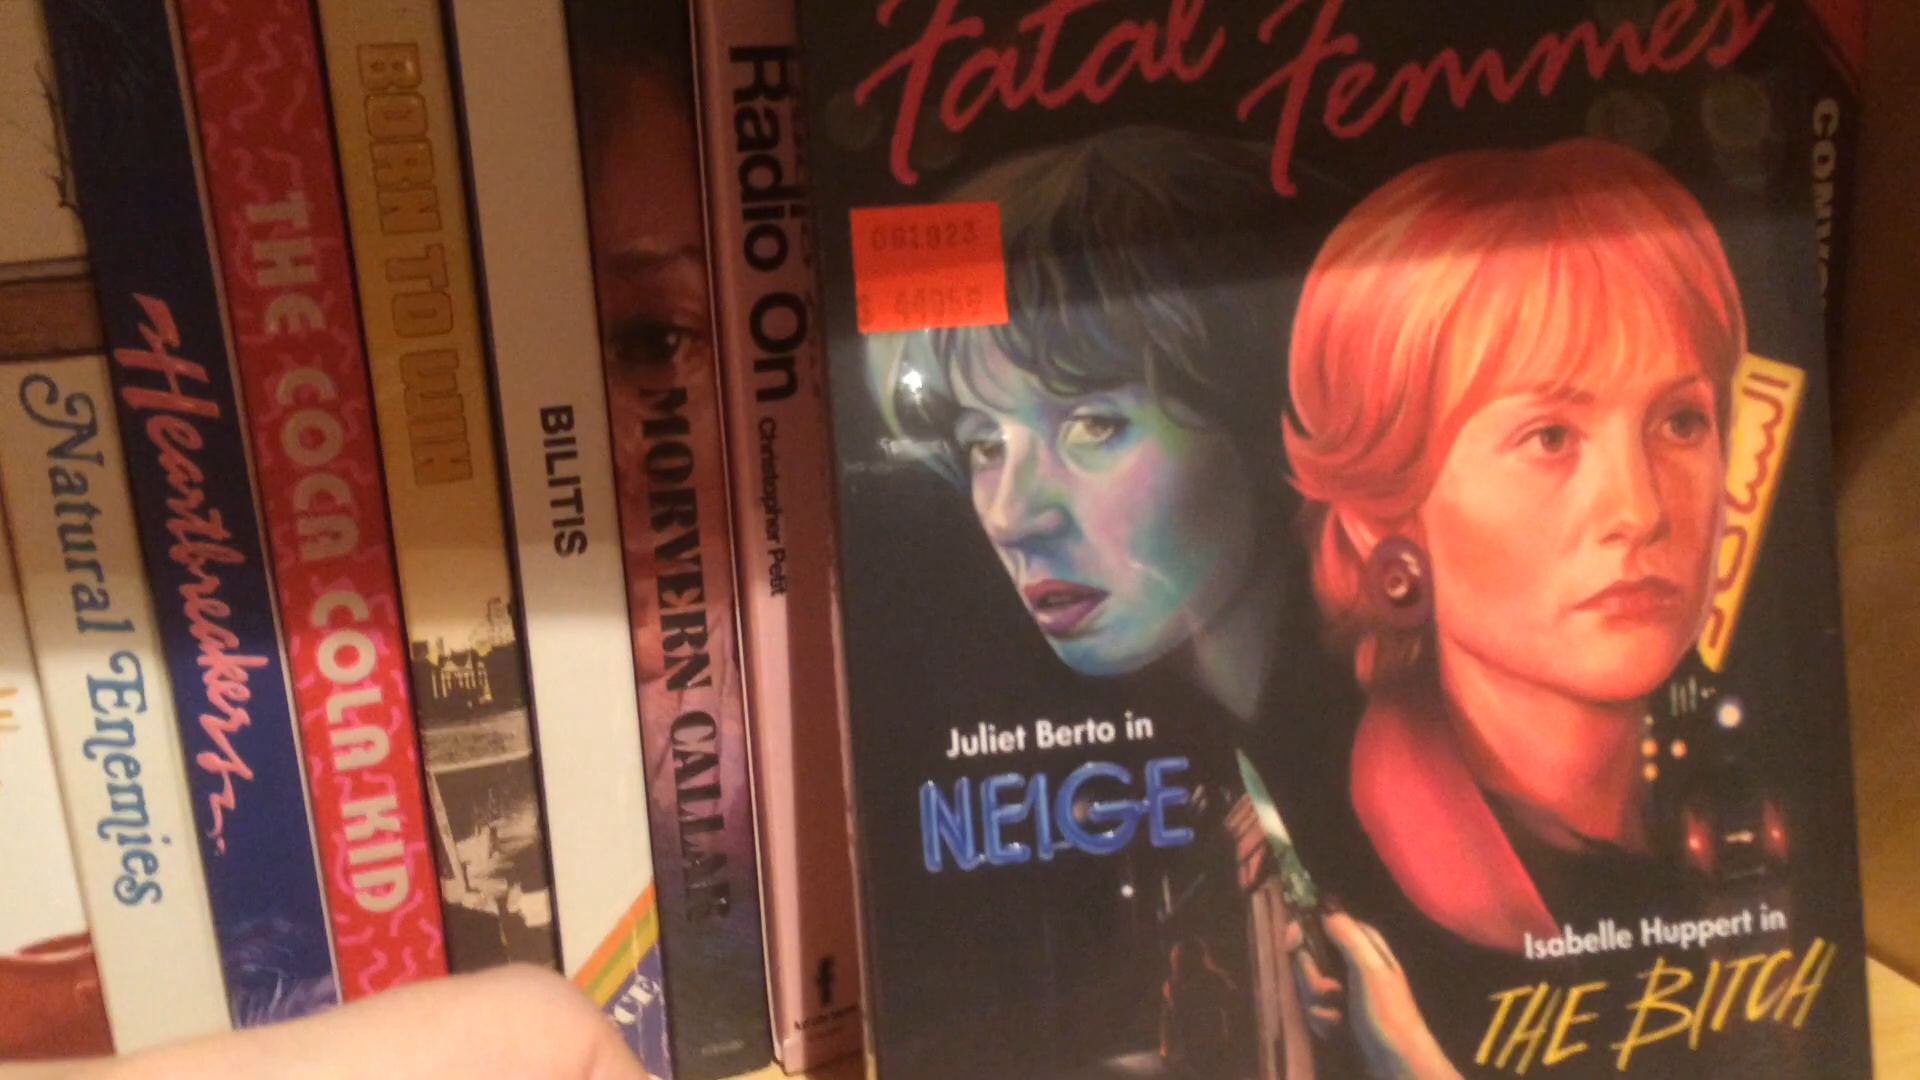 Natural Enemies
Heartbreakers
THE COCA COLA KID
BORN TO WIN
BILITIS
MORVERN CALLAR
Radio On Christopher Petit
Fatal Femmes
Juliet Berto in
NEIGE
Isabelle Huppert in
THE BITCH